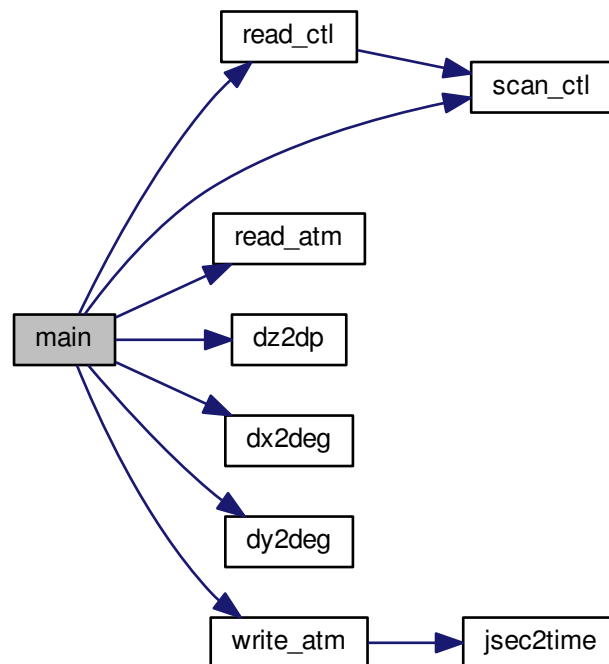 read_ctl
scan_ctl
read_atm
main
dz2dp
dx2deg
dy2deg
write_atm
jsec2time